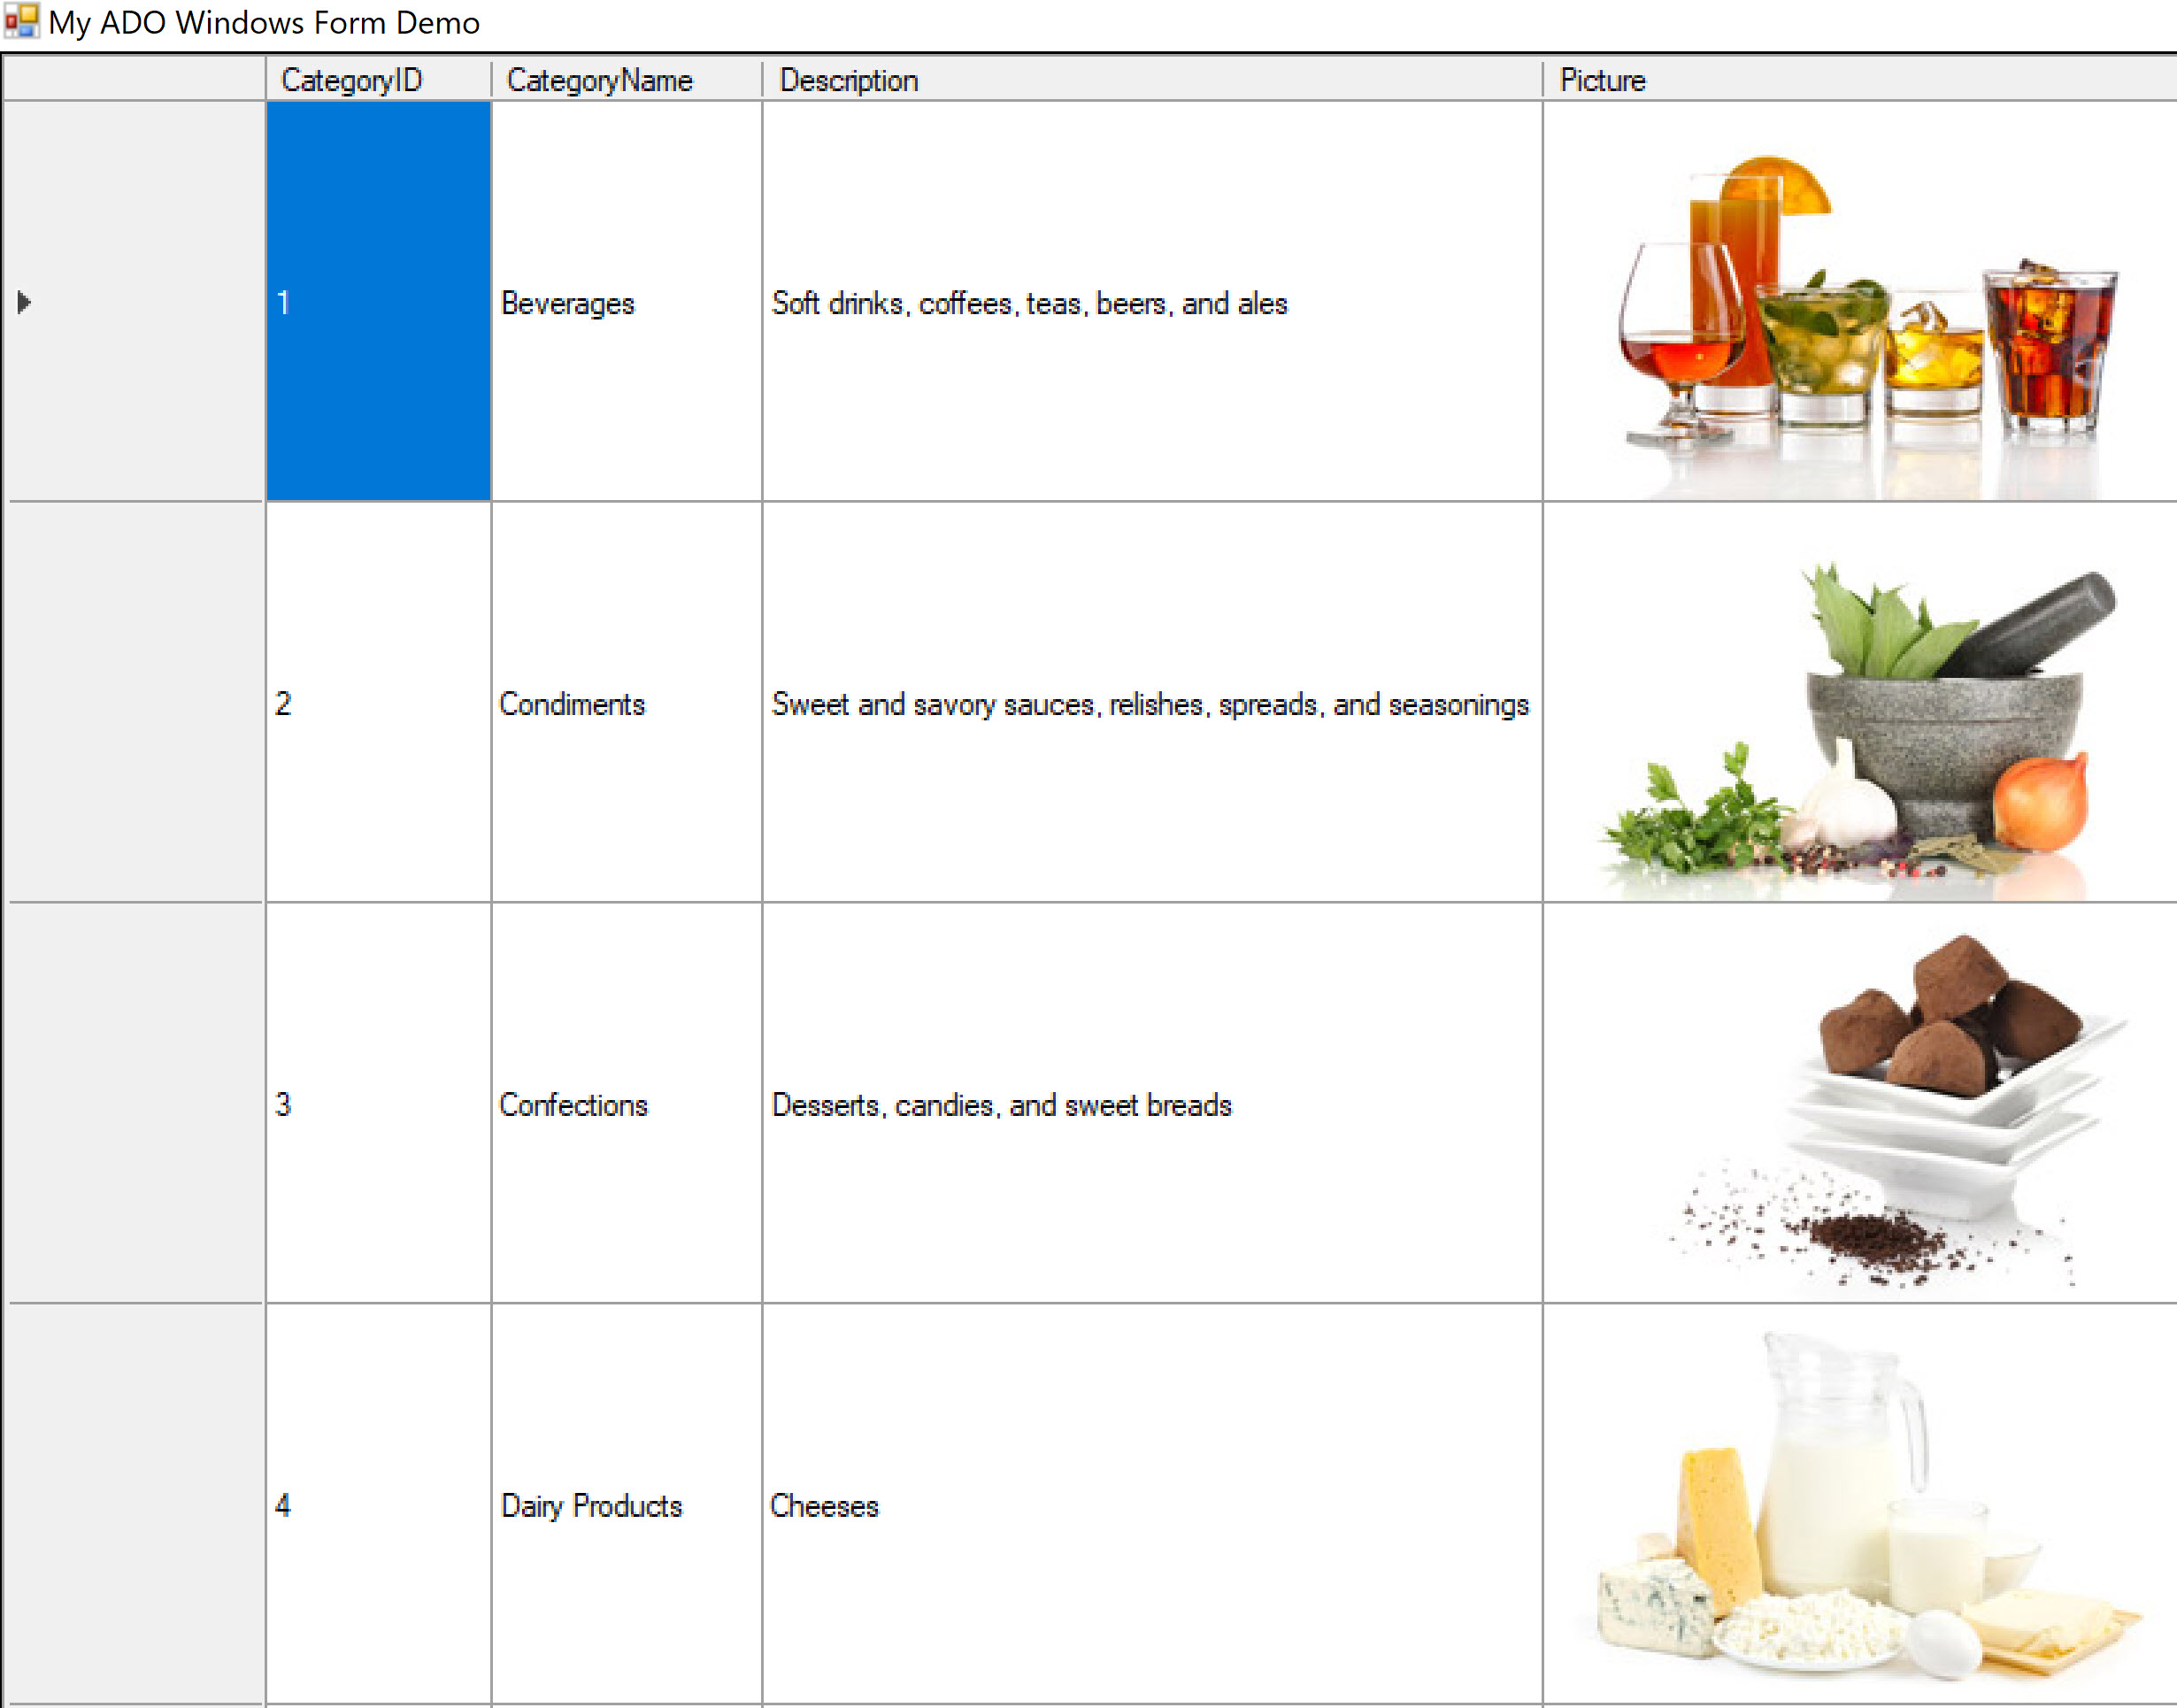 My ADO Windows Form Demo
CategoryID CategoryName Description Picture
1 Beverages Soft drinks, coffees, teas, beers, and ales
2 Condiments Sweet and savory sauces, relishes, spreads, and seasonings
3 Confections Desserts, candies, and sweet breads
4 Dairy Products Cheeses